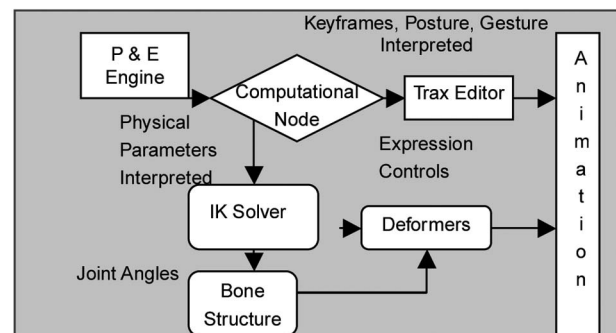 Keyframes, Posture, Gesture
Interpreted
P & E
Engine
Computational
Node
Trax Editor
Physical
Parameters
Interpreted
Expression
Controls
IK Solver
Deformers
Joint Angles
Bone
Structure
A
n
i
m
a
t
i
o
n